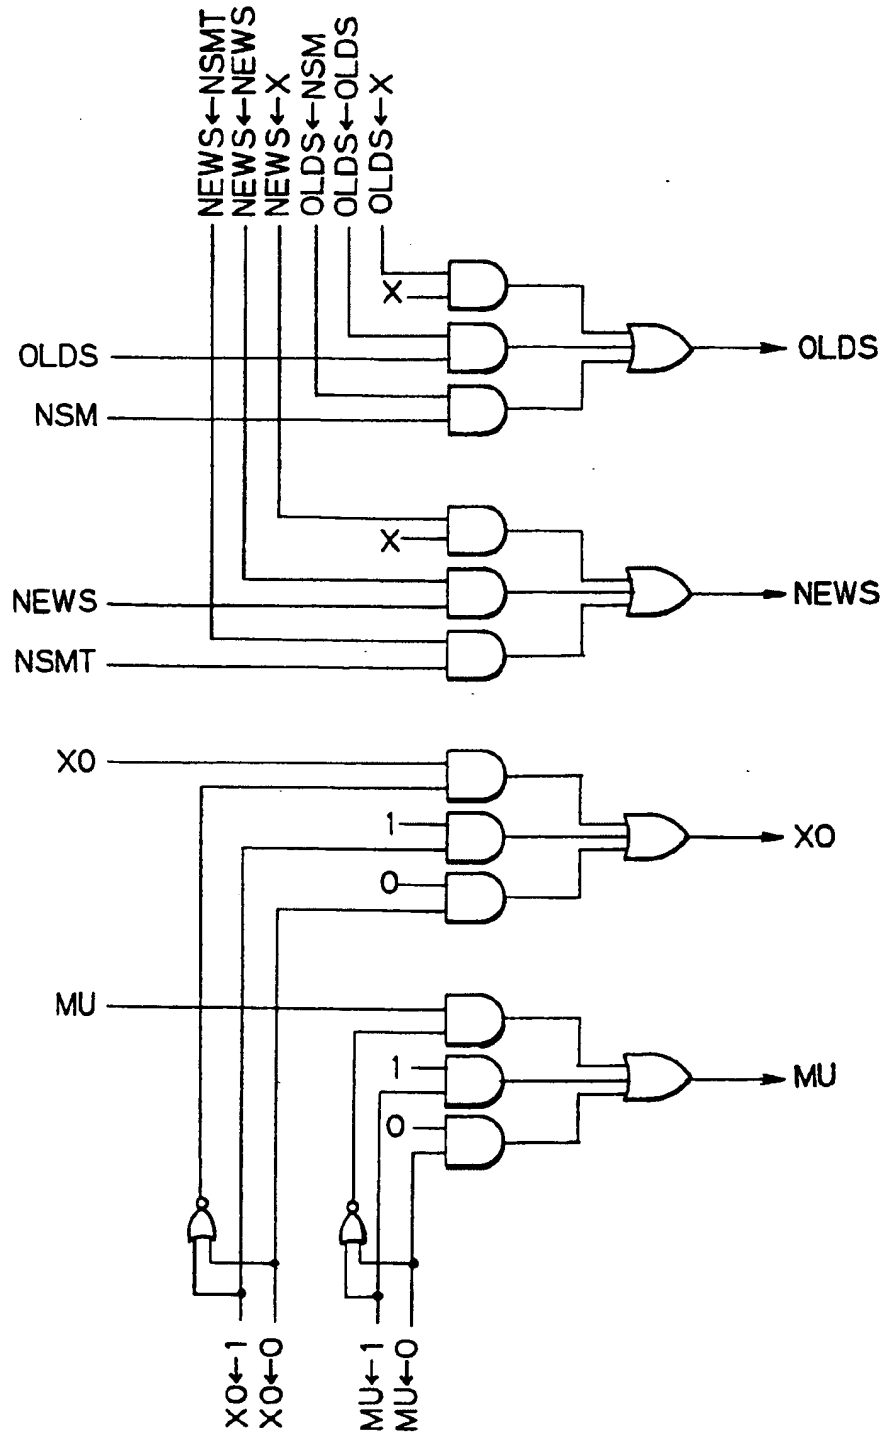 NEWS←NSMT
NEWS←NEWS
NEWS←X
OLDS←NSM
OLDS←OLDS
OLDS←X
X
OLDS
OLDS
NSM
X
NEWS
NEWS
NSMT
XO
1
XO
0
MU
1
MU
0
XO←1
XO←0
MU←1
MU←0